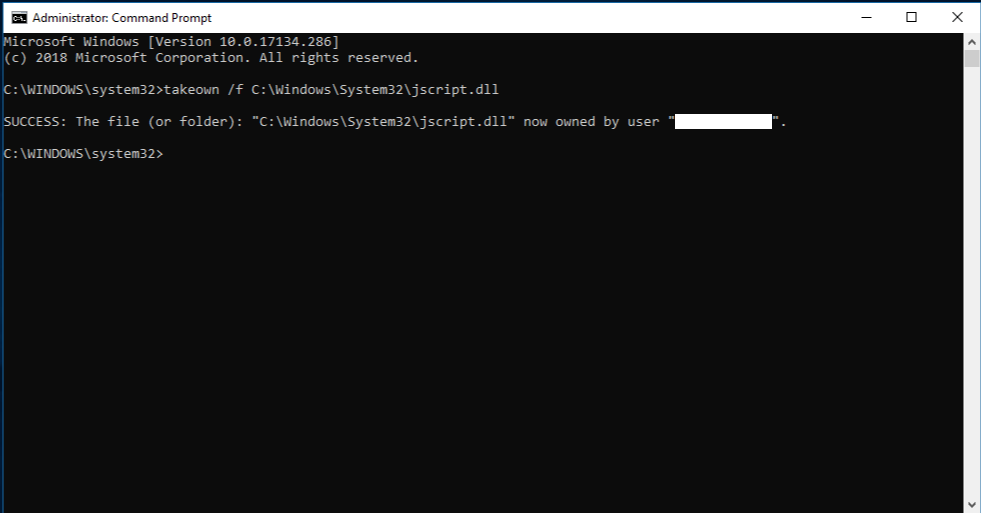 Administrator: Command Prompt
Microsoft Windows [Version 10.0.17134.286]
(c) 2018 Microsoft Corporation. All rights reserved.
C:\WINDOWS\system32>takeown /f C:\Windows\System32\jscript.dll
SUCCESS: The file (or folder): "C:\Windows\System32\jscript.dll" now owned by user "          ".
C:\WINDOWS\system32>